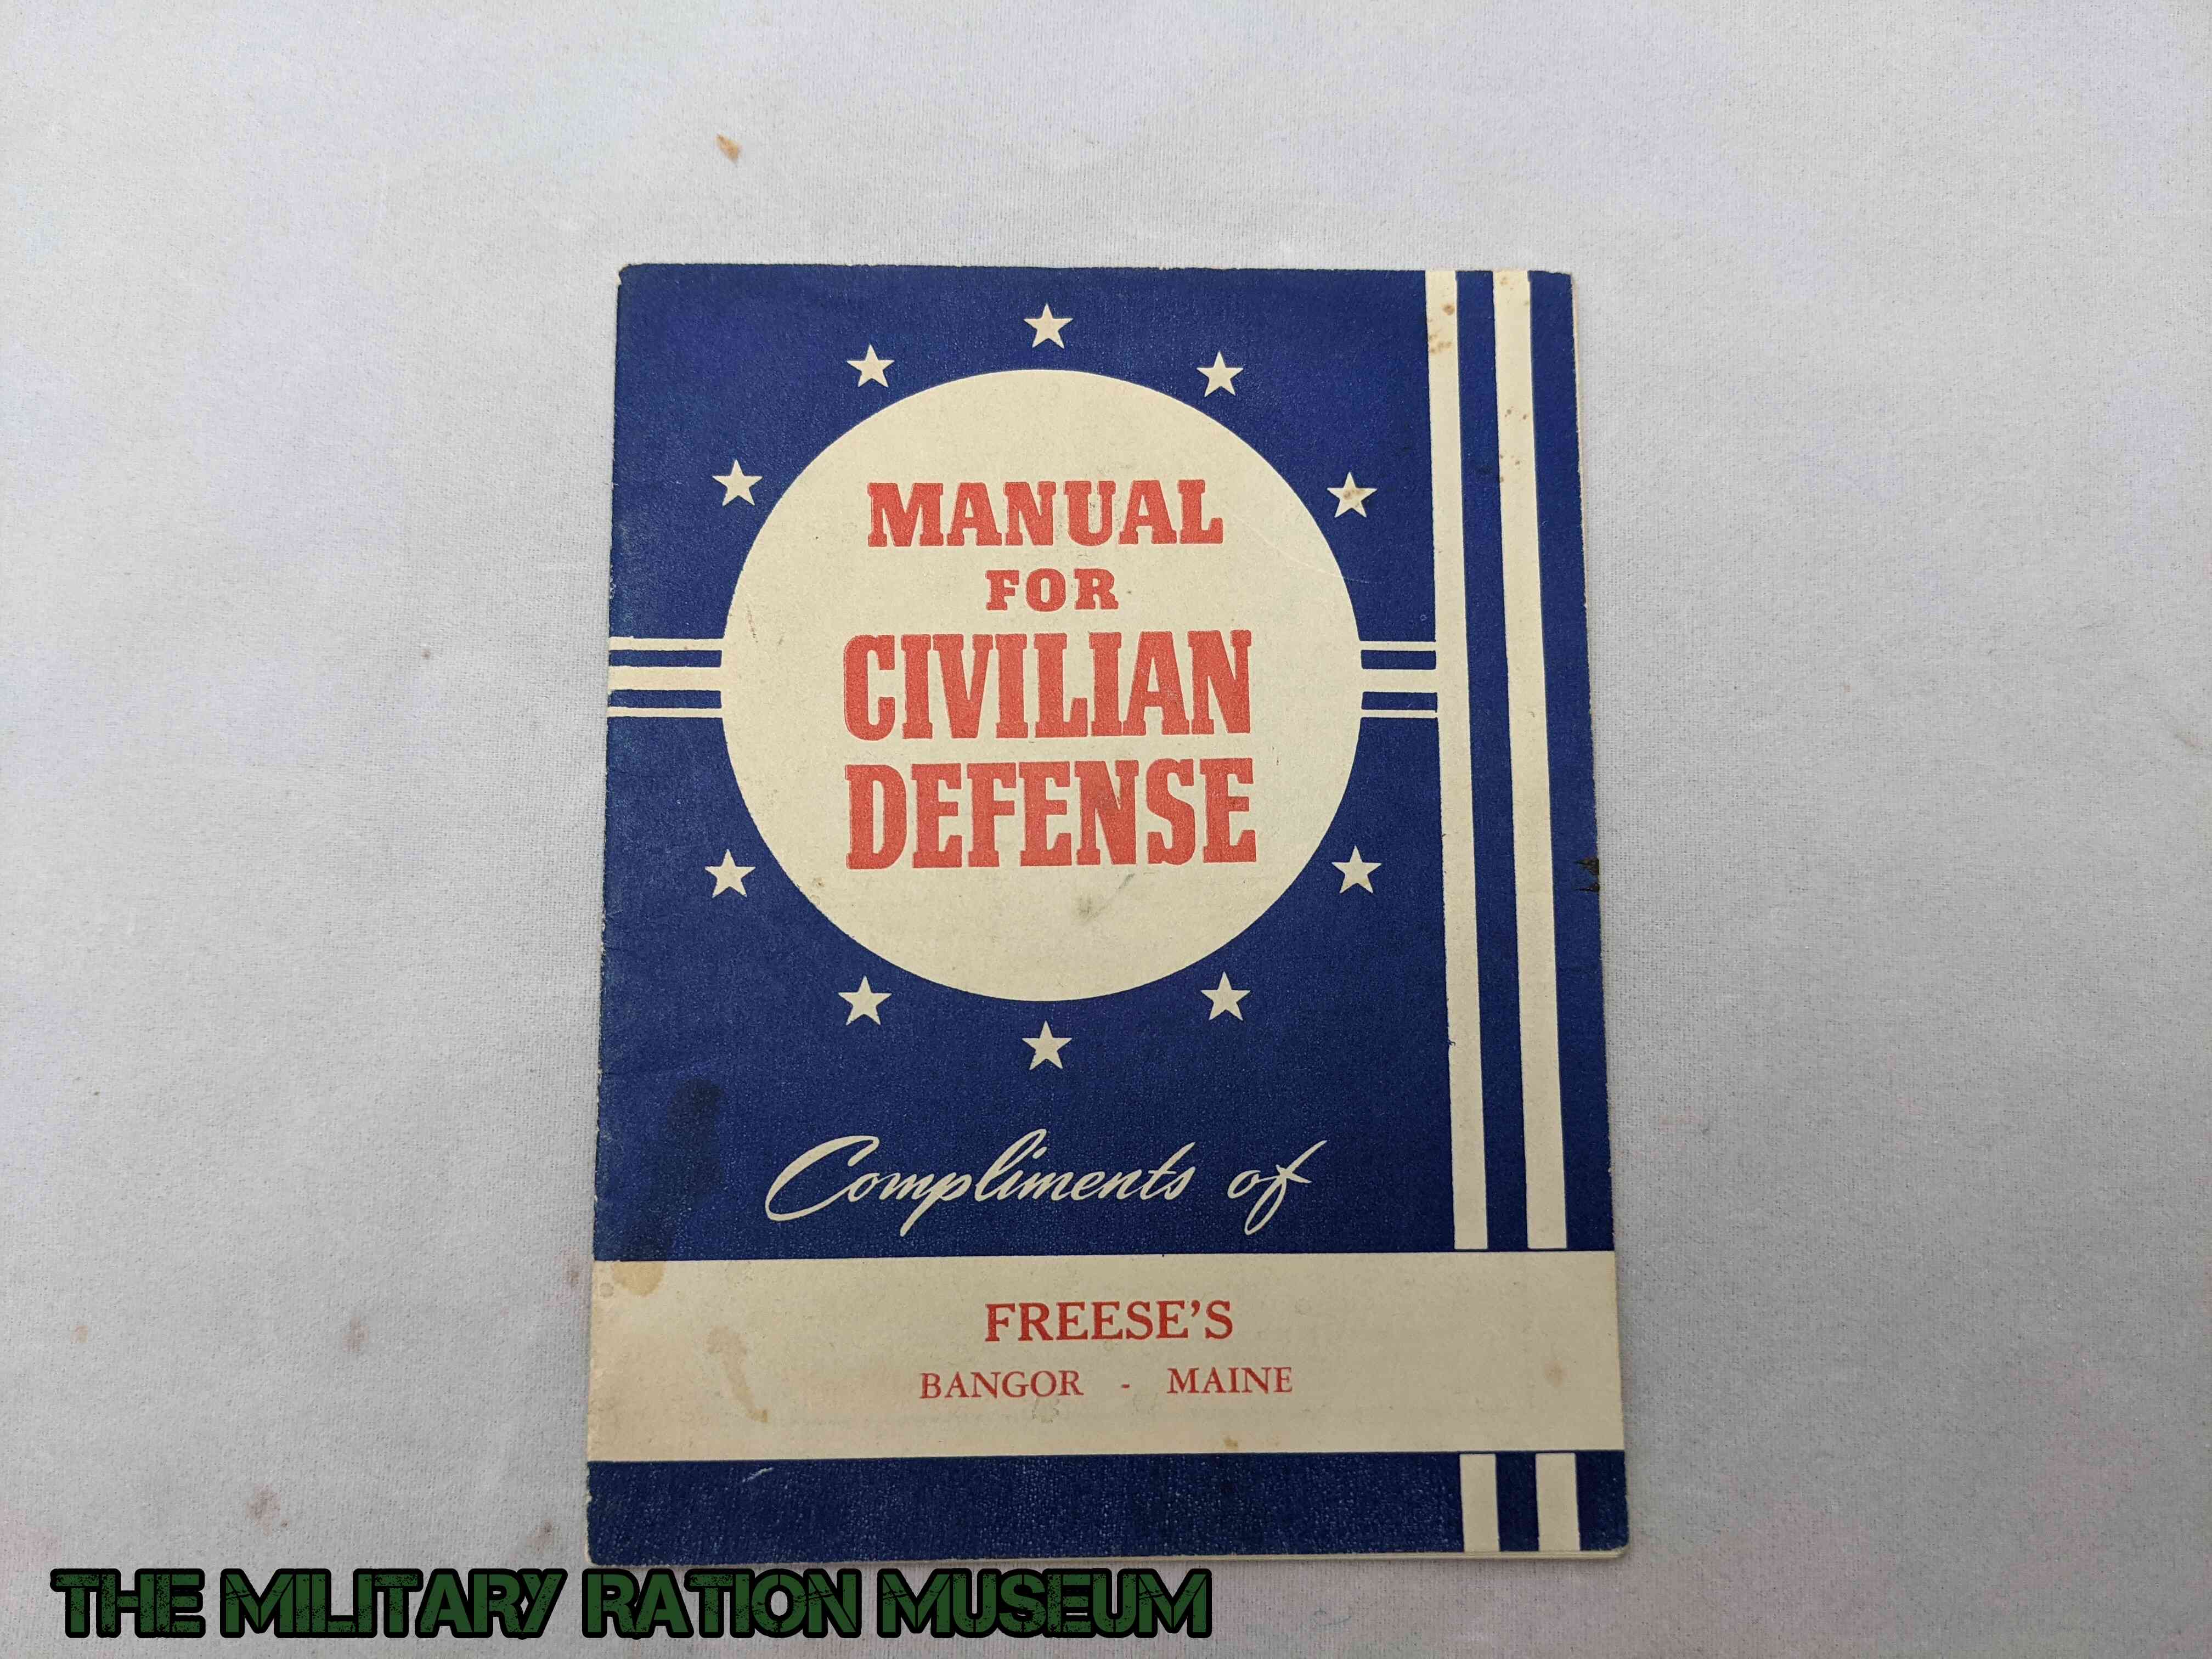 MANUAL
FOR
CIVILIAN
DEFENSE
Compliments of
FREESE'S
BANGOR - MAINE
THE MILITARY RATION MUSEUM